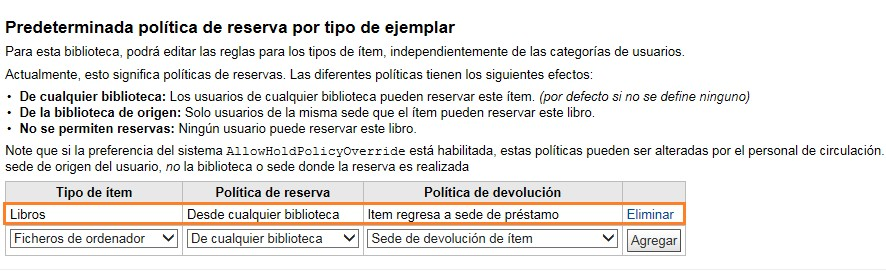 Predeterminada política de reserva por tipo de ejemplar
Para esta biblioteca, podrá editar las reglas para los tipos de ítem, independientemente de las categorías de usuarios.
Actualmente, esto significa políticas de reservas. Las diferentes políticas tienen los siguientes efectos:
• De cualquier biblioteca: Los usuarios de cualquier biblioteca pueden reservar este ítem. (por defecto si no se define ninguno)
• De la biblioteca de origen: Solo usuarios de la misma sede que el ítem pueden reservar este libro.
• No se permiten reservas: Ningún usuario puede reservar este libro.
Note que si la preferencia del sistema AllowHoldPolicyOverride está habilitada, estas políticas pueden ser alteradas por el personal de circulación.
sede de origen del usuario, no la biblioteca o sede donde la reserva es realizada
Tipo de ítem Política de reserva Política de devolución
Libros Desde cualquier biblioteca Item regresa a sede de préstamo Eliminar
Ficheros de ordenador De cualquier biblioteca Sede de devolución de ítem Agregar